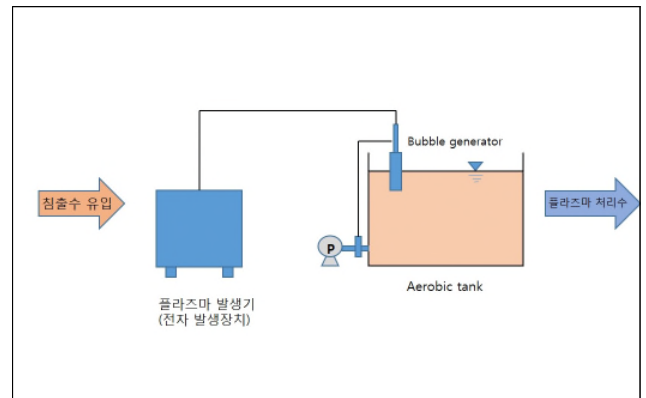 Bubble generator
침출수 유입
플라즈마 처리수
P
Aerobic tank
플라즈마 발생기
(전자 발생장치)